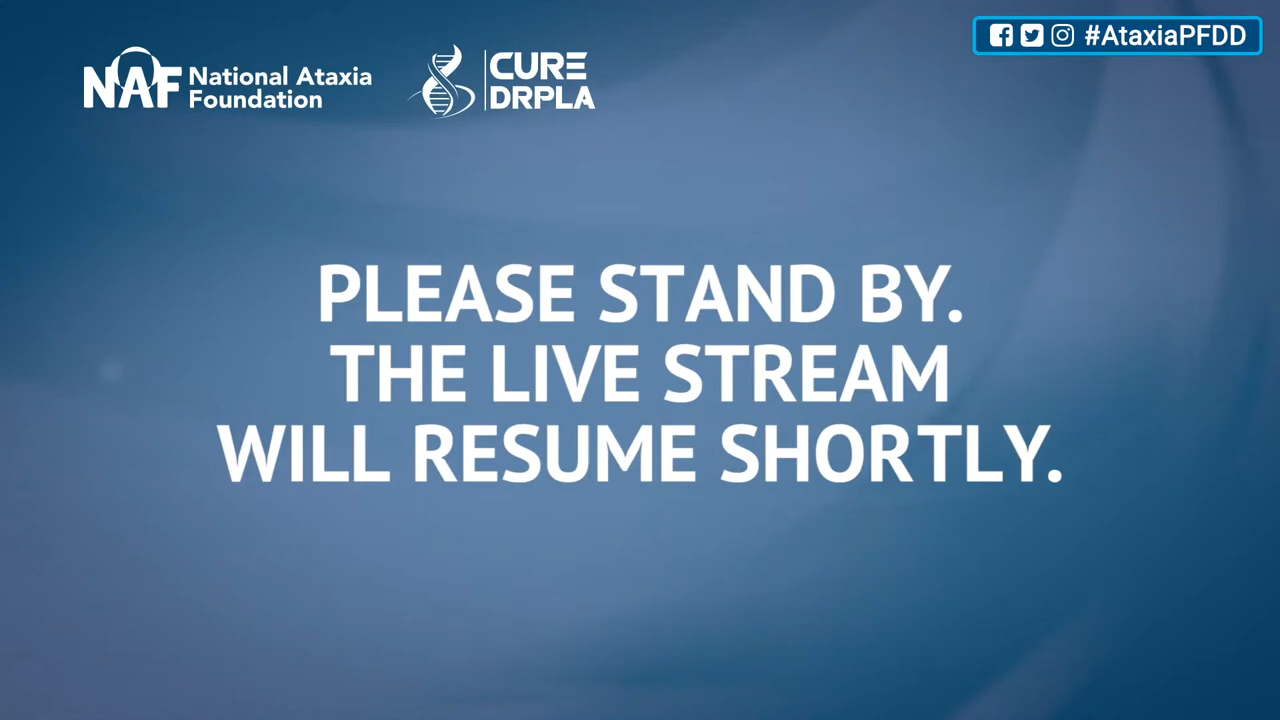 NAF National Ataxia
Foundation
CURE
DRPLA
#AtaxiaPFDD
PLEASE STAND BY.
THE LIVE STREAM
WILL RESUME SHORTLY.